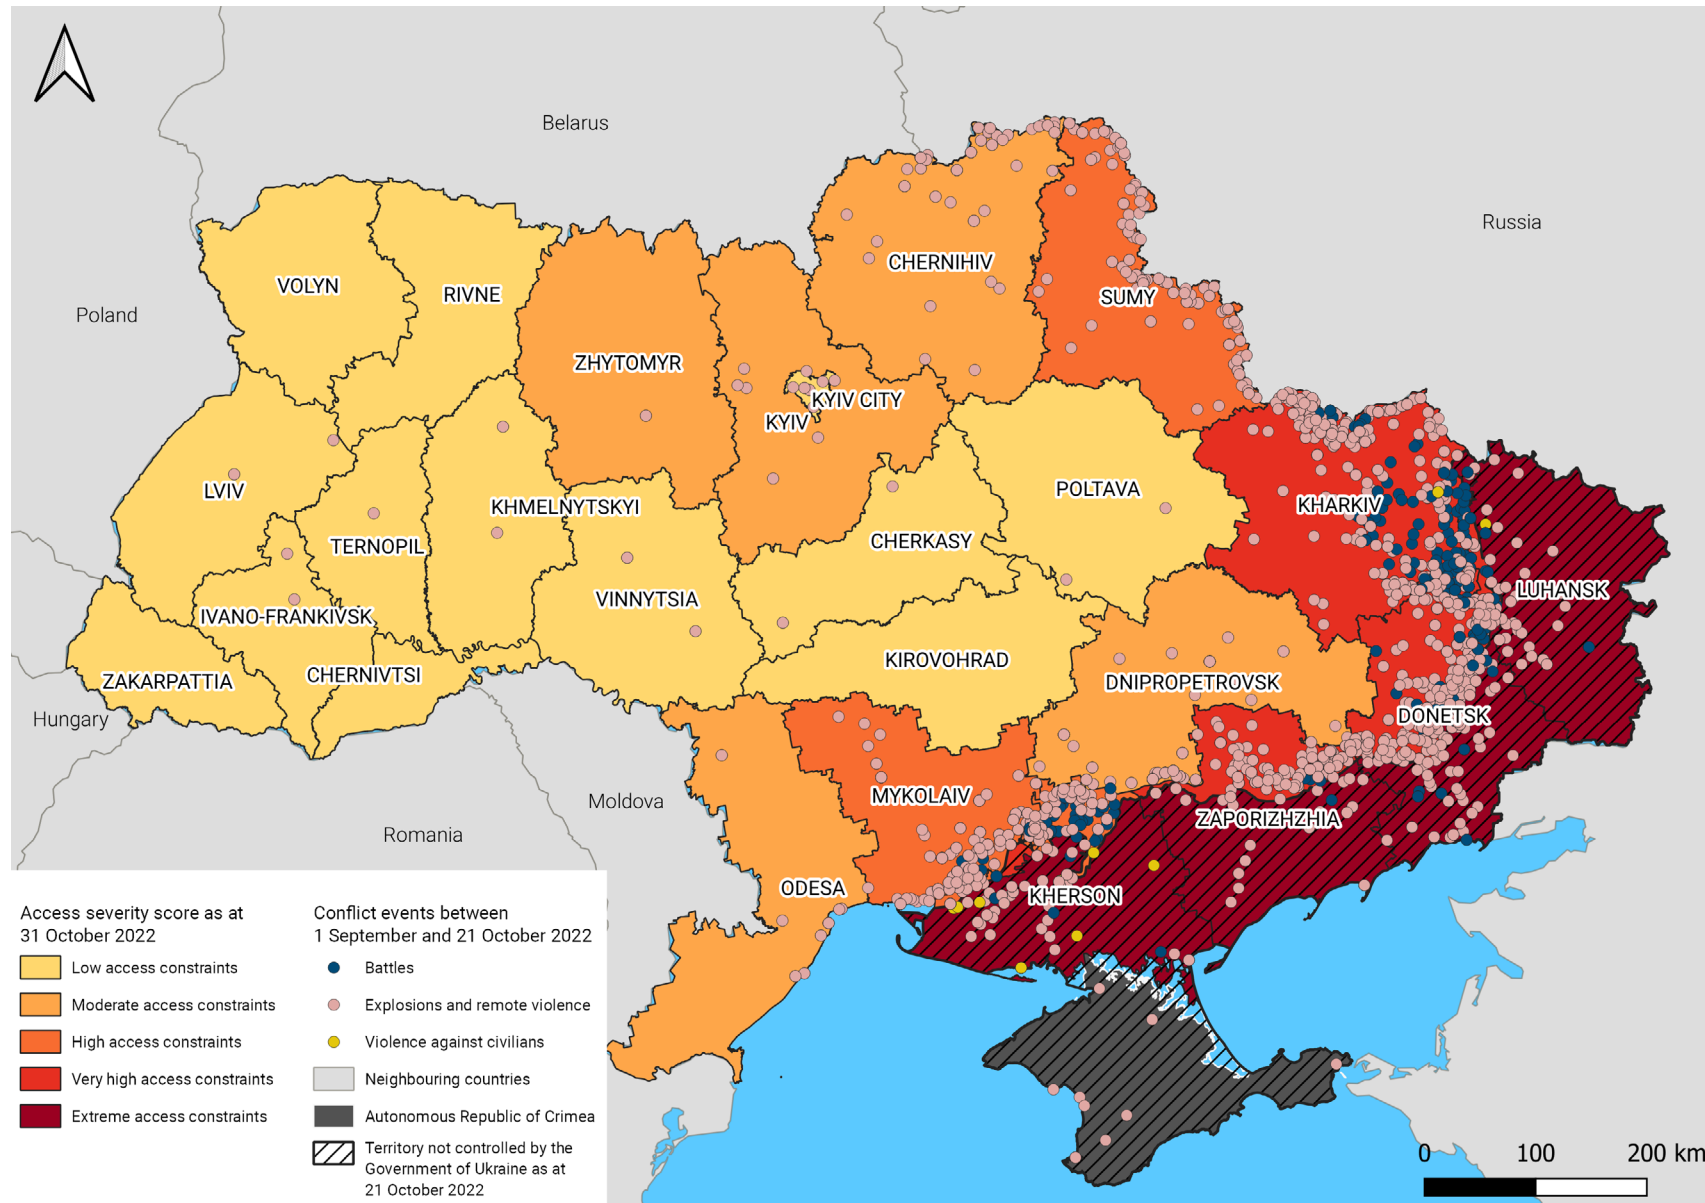 Belarus
Russia
Poland
VOLYN
RIVNE
CHERNIHIV
SUMY
ZHYTOMYR
KYIV CITY
KYIV
LVIV
KHMELNYTSKYI
POLTAVA
KHARKIV
TERNOPIL
CHERKASY
LUHANSK
IVANO-FRANKIVSK
VINNYTSIA
ZAKARPATTIA
CHERNIVTSI
KIROVOHRAD
DNIPROPETROVSK
Hungary
DONETSK
Moldova
MYKOLAIV
ZAPORIZHZHIA
Romania
ODESA
KHERSON
Access severity score as at
31 October 2022
Low access constraints
Moderate access constraints
High access constraints
Very high access constraints
Extreme access constraints
Conflict events between
1 September and 21 October 2022
Battles
Explosions and remote violence
Violence against civilians
Neighbouring countries
Autonomous Republic of Crimea
Territory not controlled by the
Government of Ukraine as at
21 October 2022
0 100 200 km